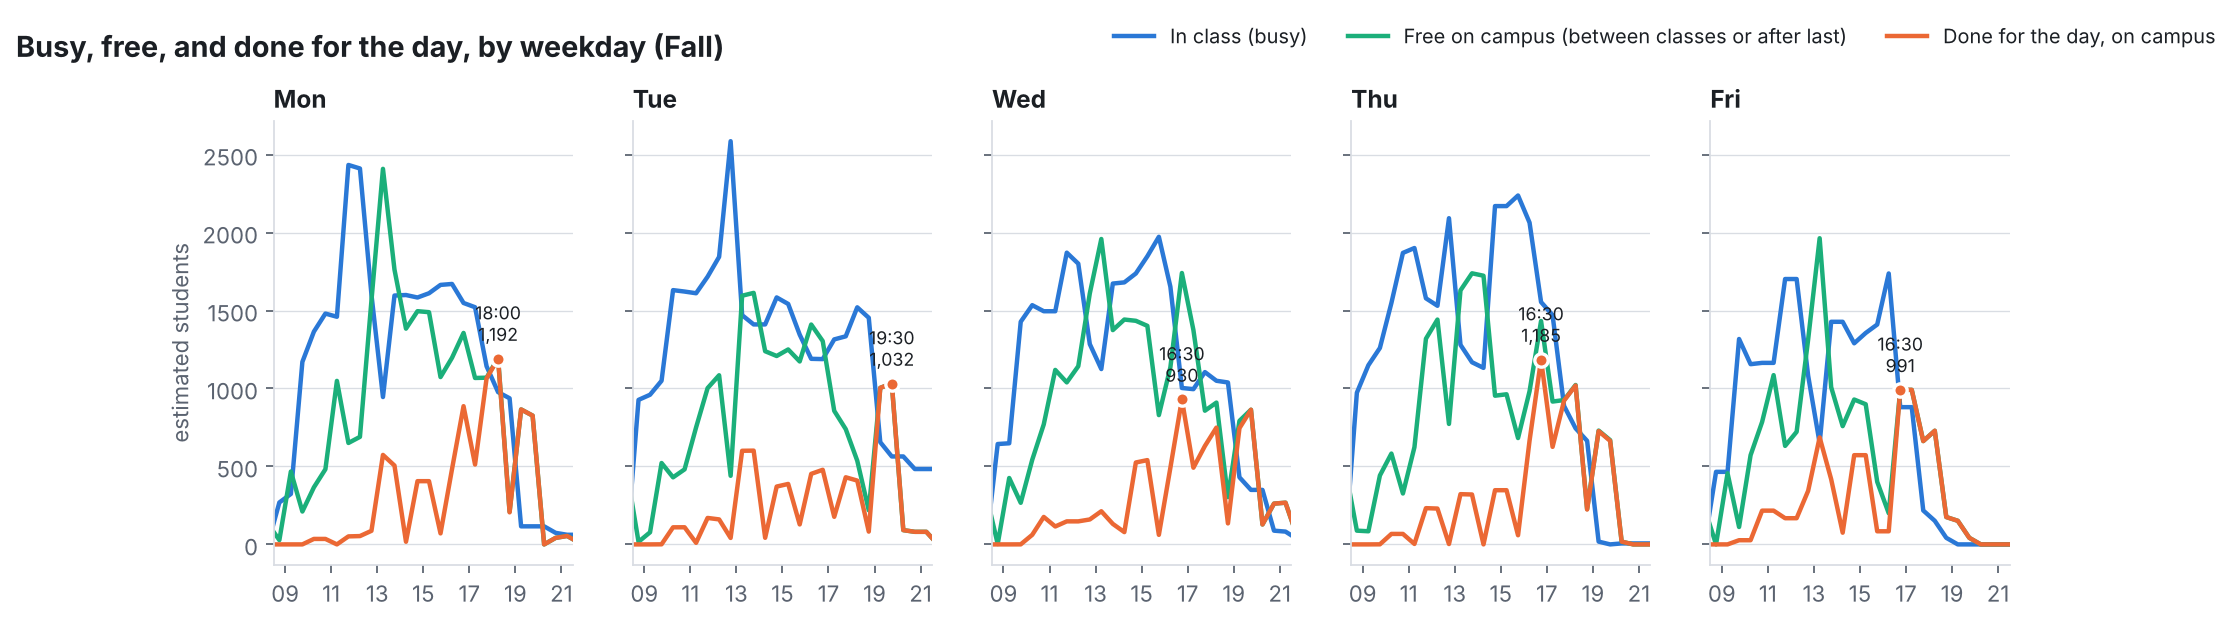 Busy, free, and done for the day, by weekday (Fall)
In class (busy)
Free on campus (between classes or after last)
Done for the day, on campus
Mon
Tue
Wed
Thu
Fri
estimated students
2500
2000
1500
1000
500
0
18:00
1,192
19:30
1,032
16:30
930
16:30
1,185
16:30
991
09 11 13 15 17 19 21
09 11 13 15 17 19 21
09 11 13 15 17 19 21
09 11 13 15 17 19 21
09 11 13 15 17 19 21